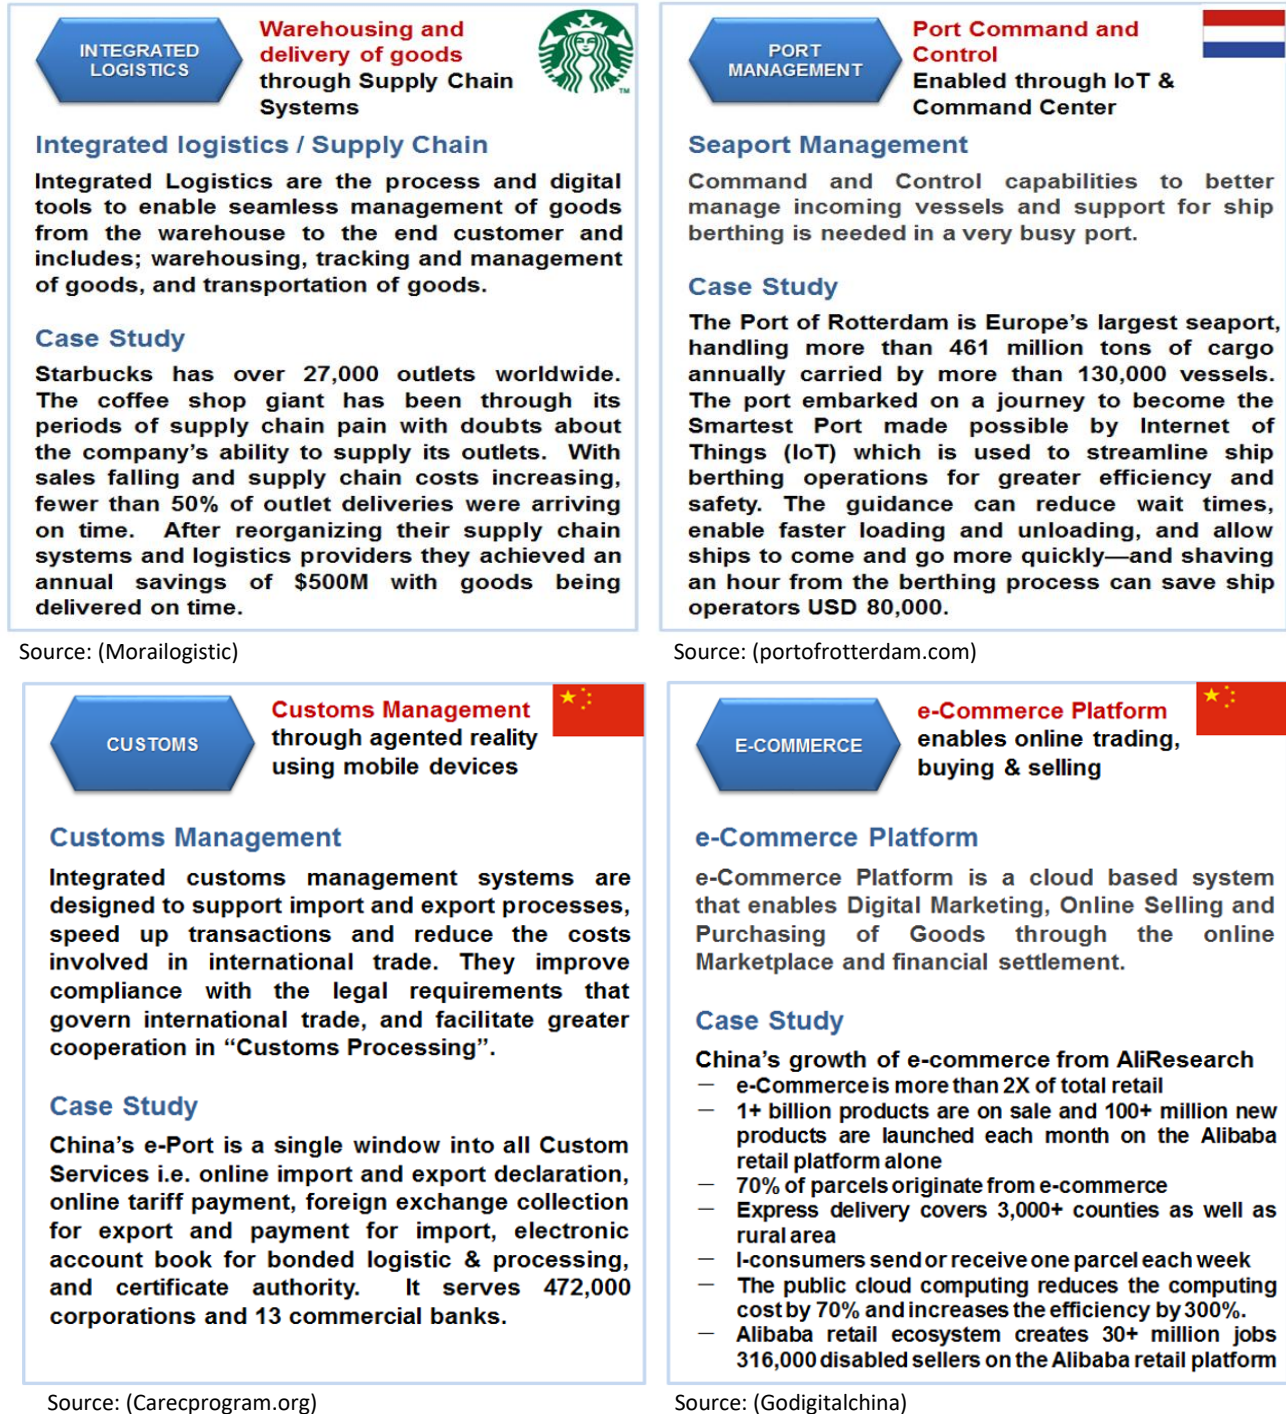 INTEGRATED
LOGISTICS
Warehousing and
delivery of goods
through Supply Chain
Systems
TM
Integrated logistics / Supply Chain
Integrated Logistics are the process and digital
tools to enable seamless management of goods
from the warehouse to the end customer and
includes; warehousing, tracking and management
of goods, and transportation of goods.
Case Study
Starbucks has over 27,000 outlets worldwide.
The coffee shop giant has been through its
periods of supply chain pain with doubts about
the company's ability to supply its outlets. With
sales falling and supply chain costs increasing,
fewer than 50% of outlet deliveries were arriving
on time. After reorganizing their supply chain
systems and logistics providers they achieved an
annual savings of $500M with goods being
delivered on time.
Source: (Morailogistic)
PORT
MANAGEMENT
Port Command and
Control
Enabled through IoT &
Command Center
Seaport Management
Command and Control capabilities to better
manage incoming vessels and support for ship
berthing is needed in a very busy port.
Case Study
The Port of Rotterdam is Europe's largest seaport,
handling more than 461 million tons of cargo
annually carried by more than 130,000 vessels.
The port embarked on a journey to become the
Smartest Port made possible by Internet of
Things (IoT) which is used to streamline ship
berthing operations for greater efficiency and
safety. The guidance can reduce wait times,
enable faster loading and unloading, and allow
ships to come and go more quickly—and shaving
an hour from the berthing process can save ship
operators USD 80,000.
Source: (portofrotterdam.com)
CUSTOMS
Customs Management
through agented reality
using mobile devices
Customs Management
Integrated customs management systems are
designed to support import and export processes,
speed up transactions and reduce the costs
involved in international trade. They improve
compliance with the legal requirements that
govern international trade, and facilitate greater
cooperation in “Customs Processing”.
Case Study
China's e-Port is a single window into all Custom
Services i.e. online import and export declaration,
online tariff payment, foreign exchange collection
for export and payment for import, electronic
account book for bonded logistic & processing,
and certificate authority. It serves 472,000
corporations and 13 commercial banks.
Source: (Carecprogram.org)
E-COMMERCE
e-Commerce Platform
enables online trading,
buying & selling
e-Commerce Platform
e-Commerce Platform is a cloud based system
that enables Digital Marketing, Online Selling and
Purchasing of Goods through the online
Marketplace and financial settlement.
Case Study
China's growth of e-commerce from AliResearch
– e-Commerce is more than 2X of total retail
– 1+ billion products are on sale and 100+ million new
products are launched each month on the Alibaba
retail platform alone
– 70% of parcels originate from e-commerce
– Express delivery covers 3,000+ counties as well as
rural area
– I-consumers send or receive one parcel each week
– The public cloud computing reduces the computing
cost by 70% and increases the efficiency by 300%.
– Alibaba retail ecosystem creates 30+ million jobs
316,000 disabled sellers on the Alibaba retail platform
Source: (Godigitalchina)